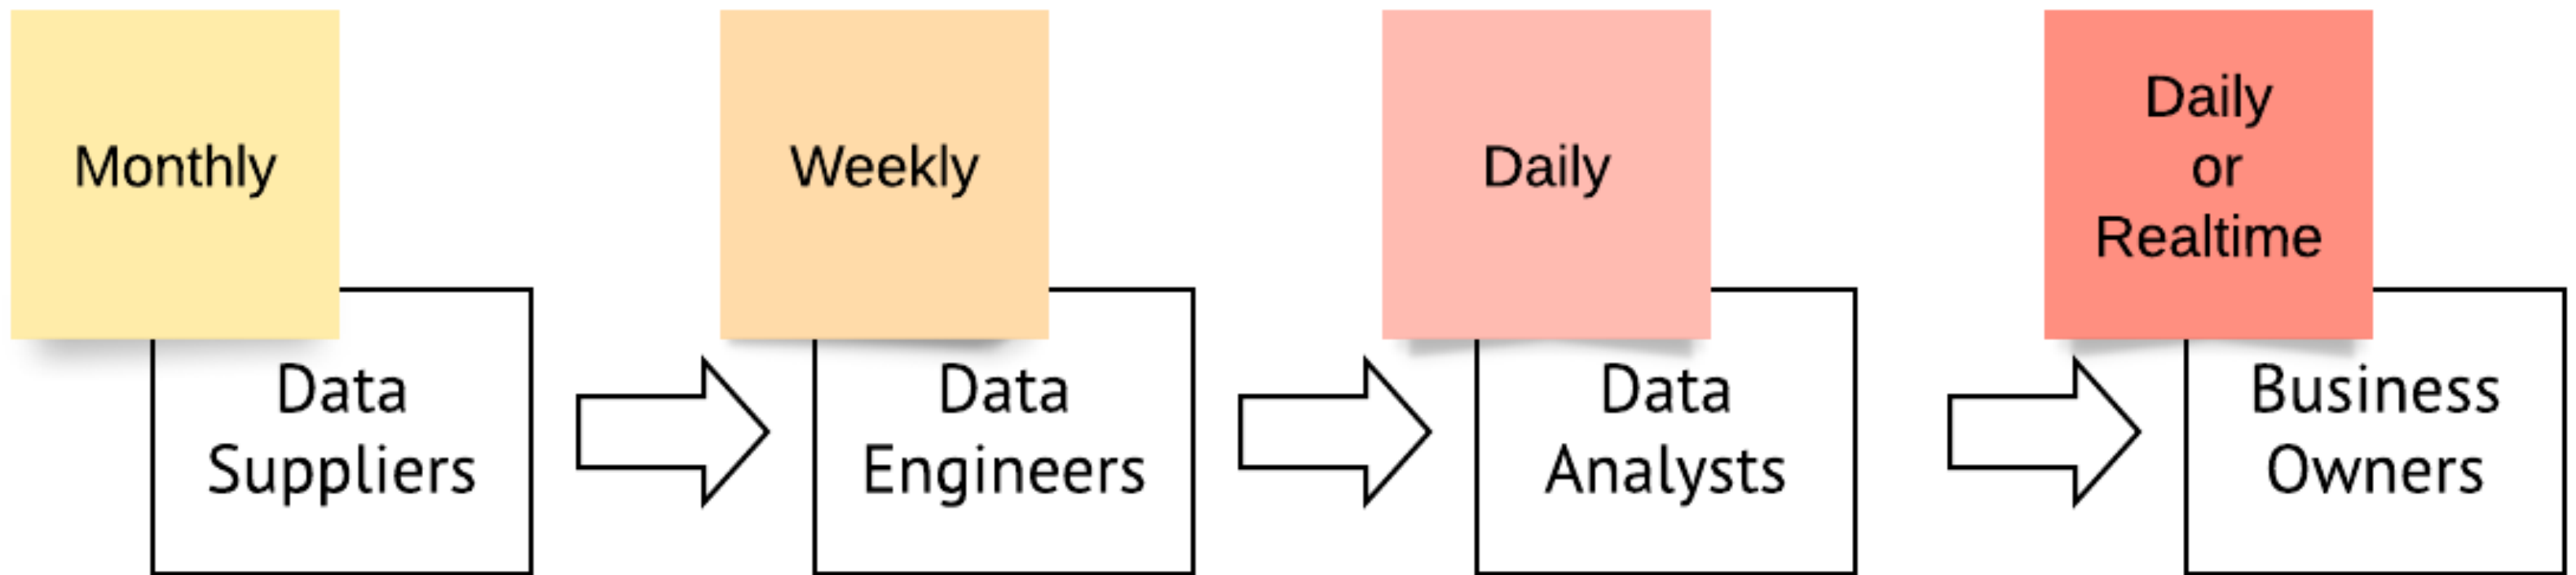 Monthly
Weekly
Daily
Daily
or
Realtime
Data
Suppliers
Data
Engineers
Data
Analysts
Business
Owners